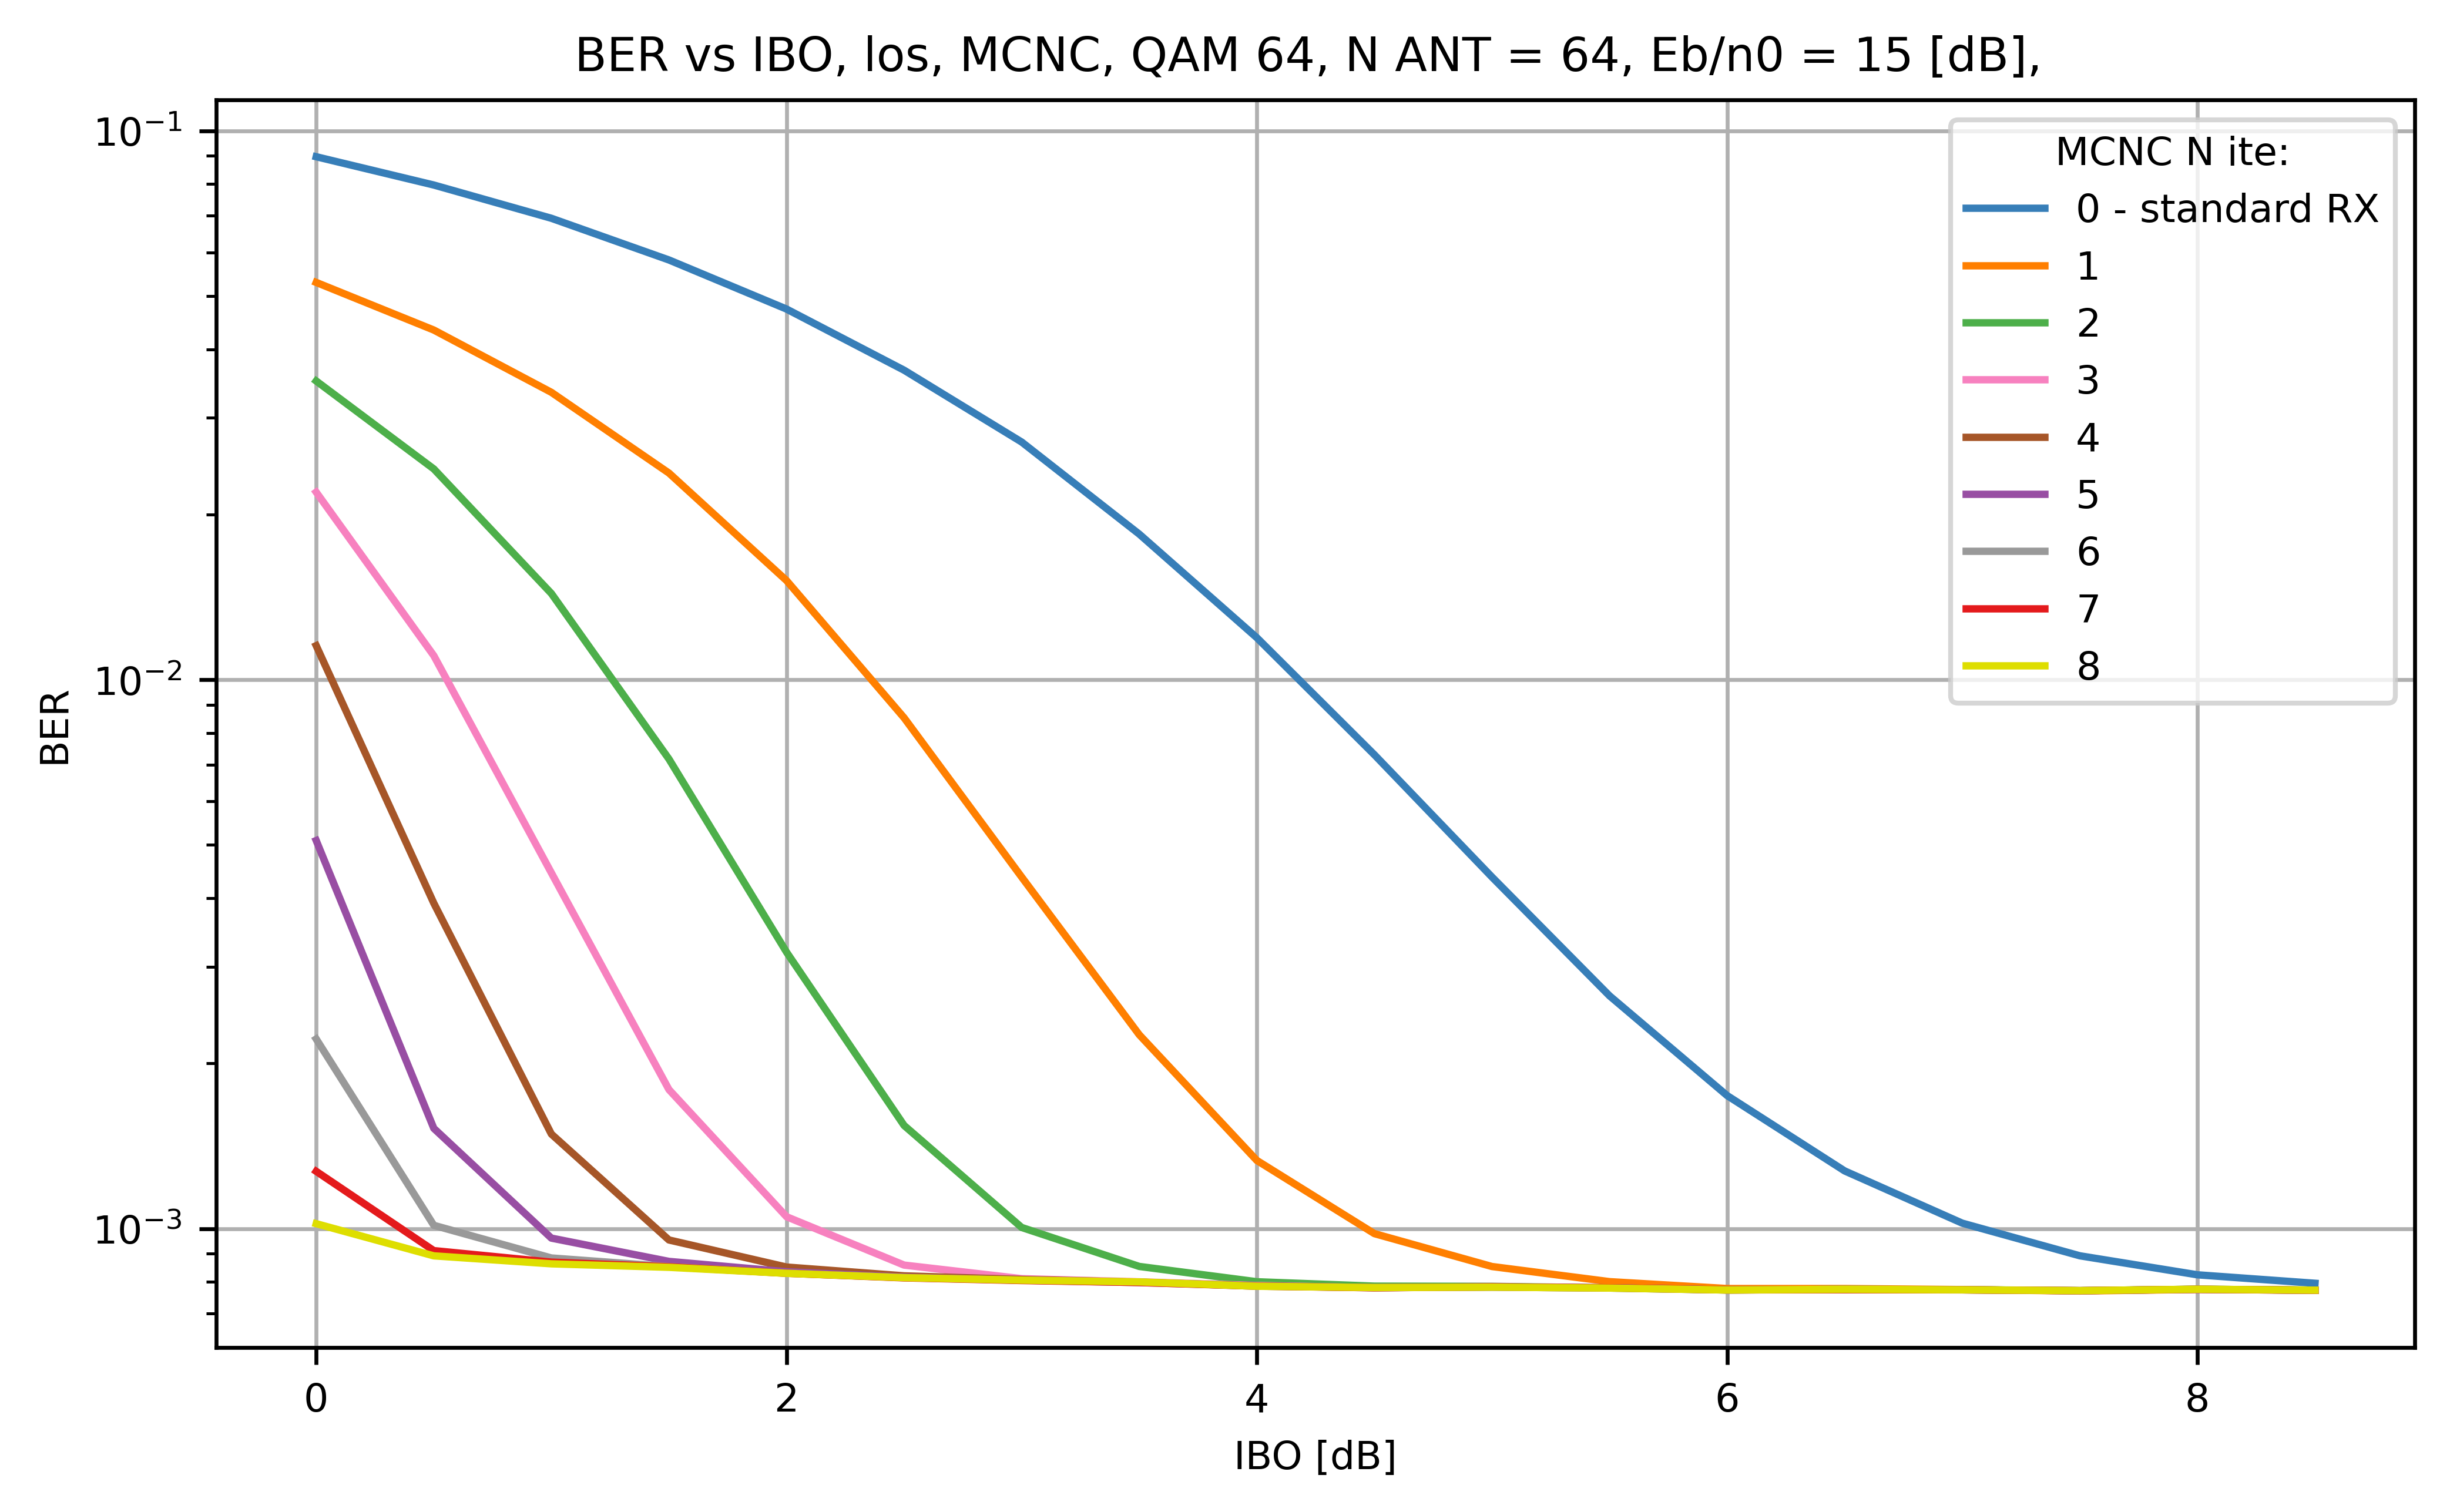 BER vs IBO, los, MCNC, QAM 64, N ANT = 64, Eb/n0 = 15 [dB],
MCNC N ite:
0 - standard RX
1
2
3
4
5
6
7
8
10⁻¹
10⁻²
10⁻³
BER
0 2 4 6 8
IBO [dB]